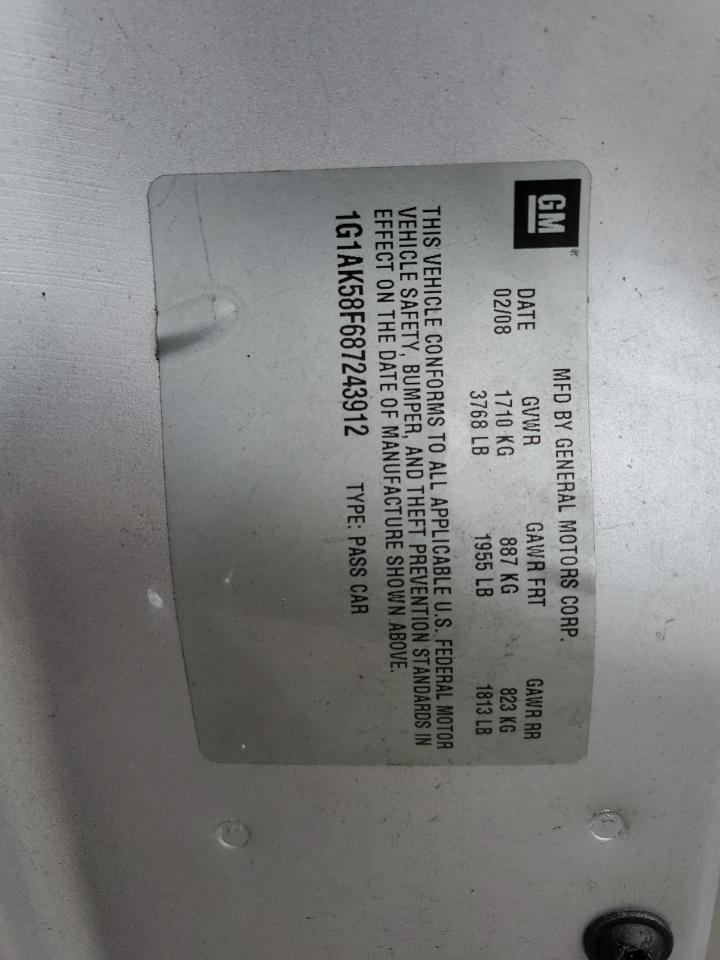 GM
MFD BY GENERAL MOTORS CORP.
DATE GVWR GAWR FRT GAWR RR
02/08 1710 KG 887 KG 823 KG
3768 LB 1955 LB 1813 LB
THIS VEHICLE CONFORMS TO ALL APPLICABLE U.S. FEDERAL MOTOR
VEHICLE SAFETY, BUMPER, AND THEFT PREVENTION STANDARDS IN
EFFECT ON THE DATE OF MANUFACTURE SHOWN ABOVE.
1G1AK58F687243912 TYPE: PASS CAR